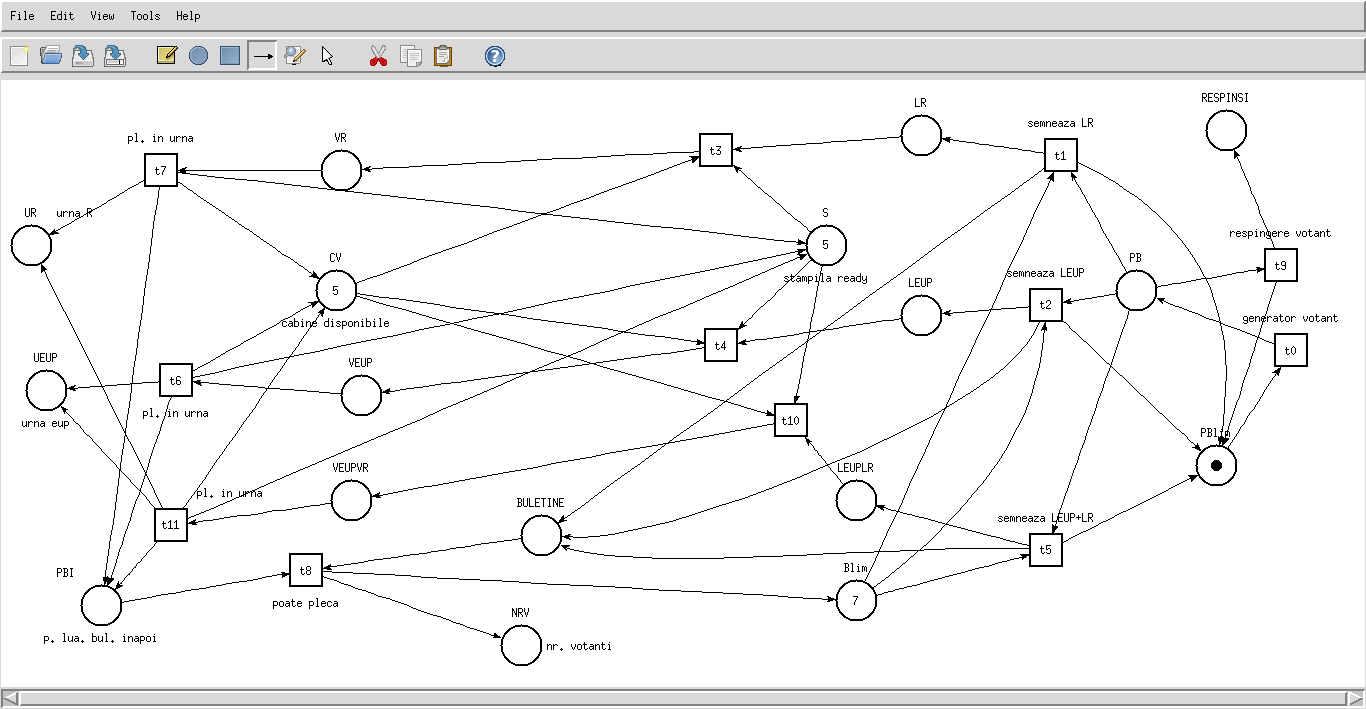 File Edit View Tools Help
RESPINSI
LR
semneaza LR
pl. in urna
VR
t3
t1
t7
UR
urna R
S
5
respingere votant
CV
5
PB
t9
semneaza LEUP
stampila ready
LEUP
t2
generator votant
cabine disponibile
t4
t0
UEUP
VEUP
t6
pl. in urna
urna eup
t10
PBlim
VEUPVR
LEUPLR
pl. in urna
BULETINE
semneaza LEUP+LR
t11
t5
PBI
t8
Blim
7
poate pleca
NRV
p. lua. bul. inapoi
nr. votanti